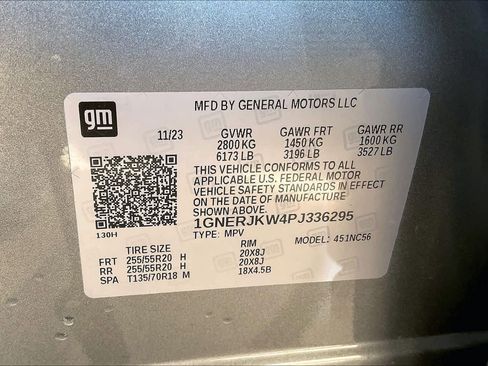 gm
MFD BY GENERAL MOTORS LLC
11/23 GVWR GAWR FRT GAWR RR
2800 KG 1450 KG 1600 KG
6173 LB 3196 LB 3527 LB
THIS VEHICLE CONFORMS TO ALL
APPLICABLE U.S. FEDERAL MOTOR
VEHICLE SAFETY STANDARDS IN EFFECT
ON THE DATE OF MANUFACTURE SHOWN ABOVE.
1GNERJKW4PJ336295
130H TYPE: MPV MODEL: 451NC56
TIRE SIZE RIM
FRT 255/55R20 H 20X8J
RR 255/55R20 H 20X8J
SPA T135/70R18 M 18X4.5B